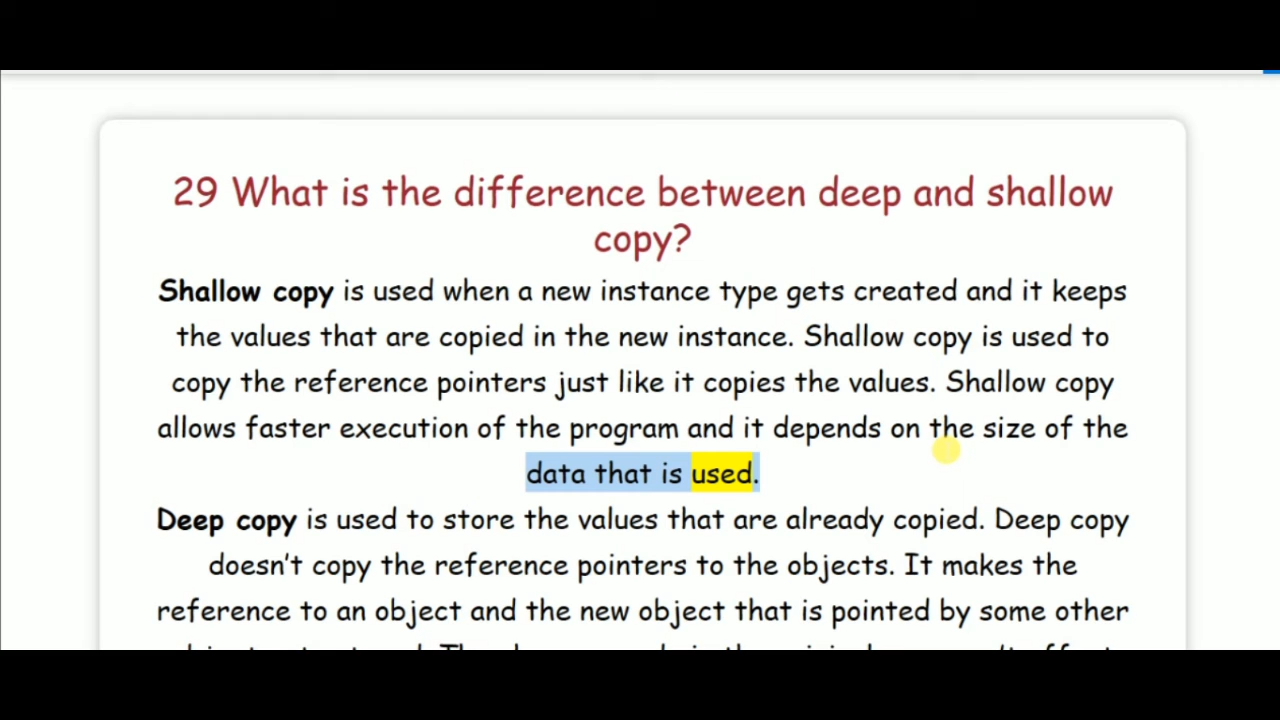 29 What is the difference between deep and shallow
copy?
Shallow copy is used when a new instance type gets created and it keeps
the values that are copied in the new instance. Shallow copy is used to
copy the reference pointers just like it copies the values. Shallow copy
allows faster execution of the program and it depends on the size of the
data that is used.
Deep copy is used to store the values that are already copied. Deep copy
doesn't copy the reference pointers to the objects. It makes the
reference to an object and the new object that is pointed by some other